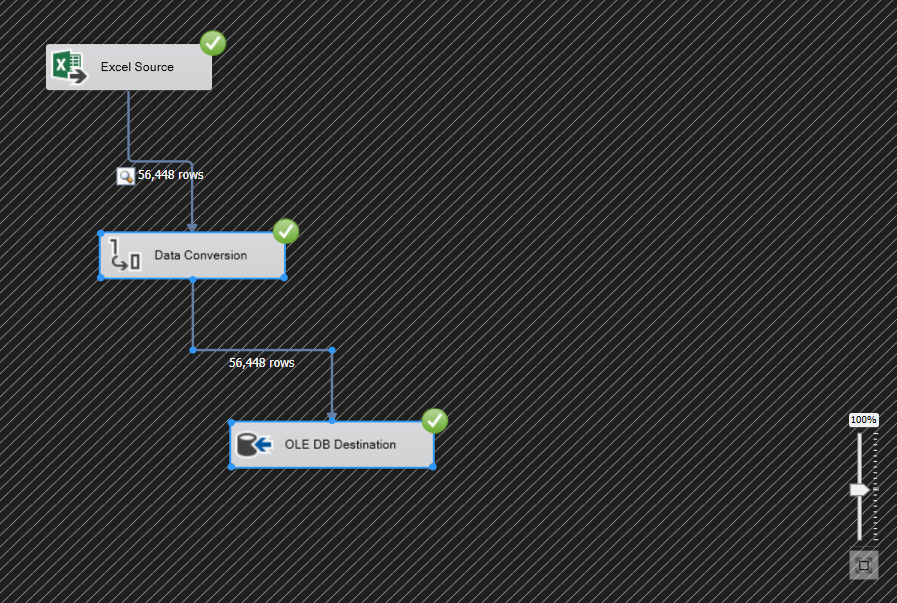 Excel Source
56,448 rows
Data Conversion
56,448 rows
OLE DB Destination
100%